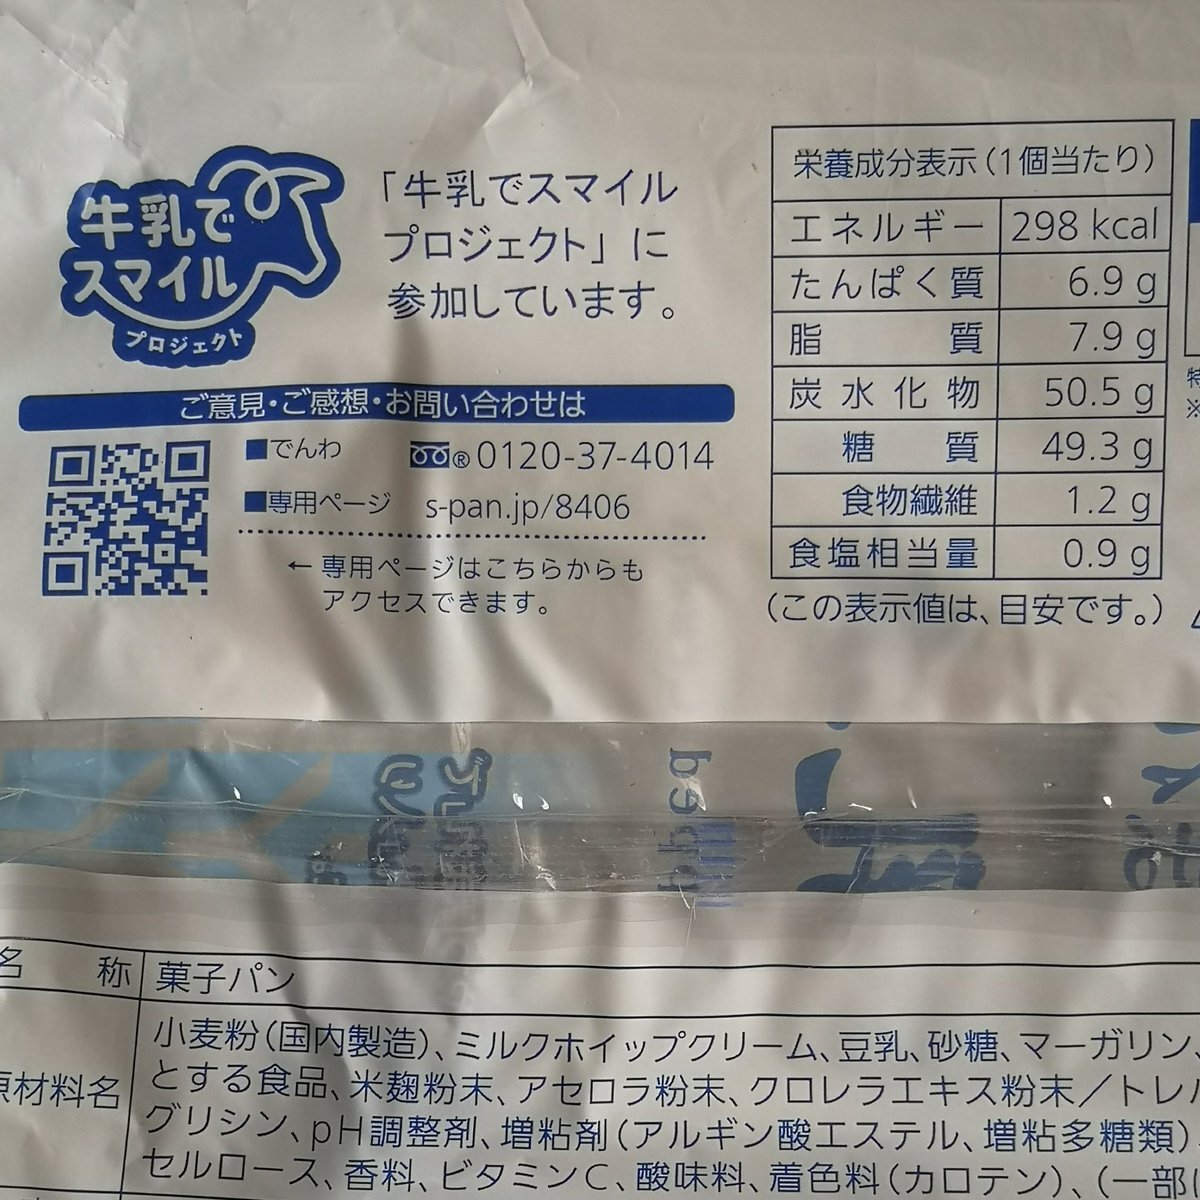 牛乳で
スマイル
プロジェクト
「牛乳でスマイル
プロジェクト」に
参加しています。
ご意見・ご感想・お問い合わせは
■でんわ ® 0120-37-4014
■専用ページ s-pan.jp/8406
← 専用ページはこちらからも
アクセスできます。
栄養成分表示(1個当たり)
エネルギー 298 kcal
たんぱく質 6.9 g
脂質 7.9 g
炭水化物 50.5 g
糖質 49.3 g
食物繊維 1.2 g
食塩相当量 0.9 g
(この表示値は、目安です。)
特
※
名称 菓子パン
原材料名
小麦粉(国内製造)、ミルクホイップクリーム、豆乳、砂糖、マーガリン、
とする食品、米麹粉末、アセロラ粉末、クロレラエキス粉末/トレハ
グリシン、pH調整剤、増粘剤(アルギン酸エステル、増粘多糖類)
セルロース、香料、ビタミンC、酸味料、着色料(カロテン)、(一部に